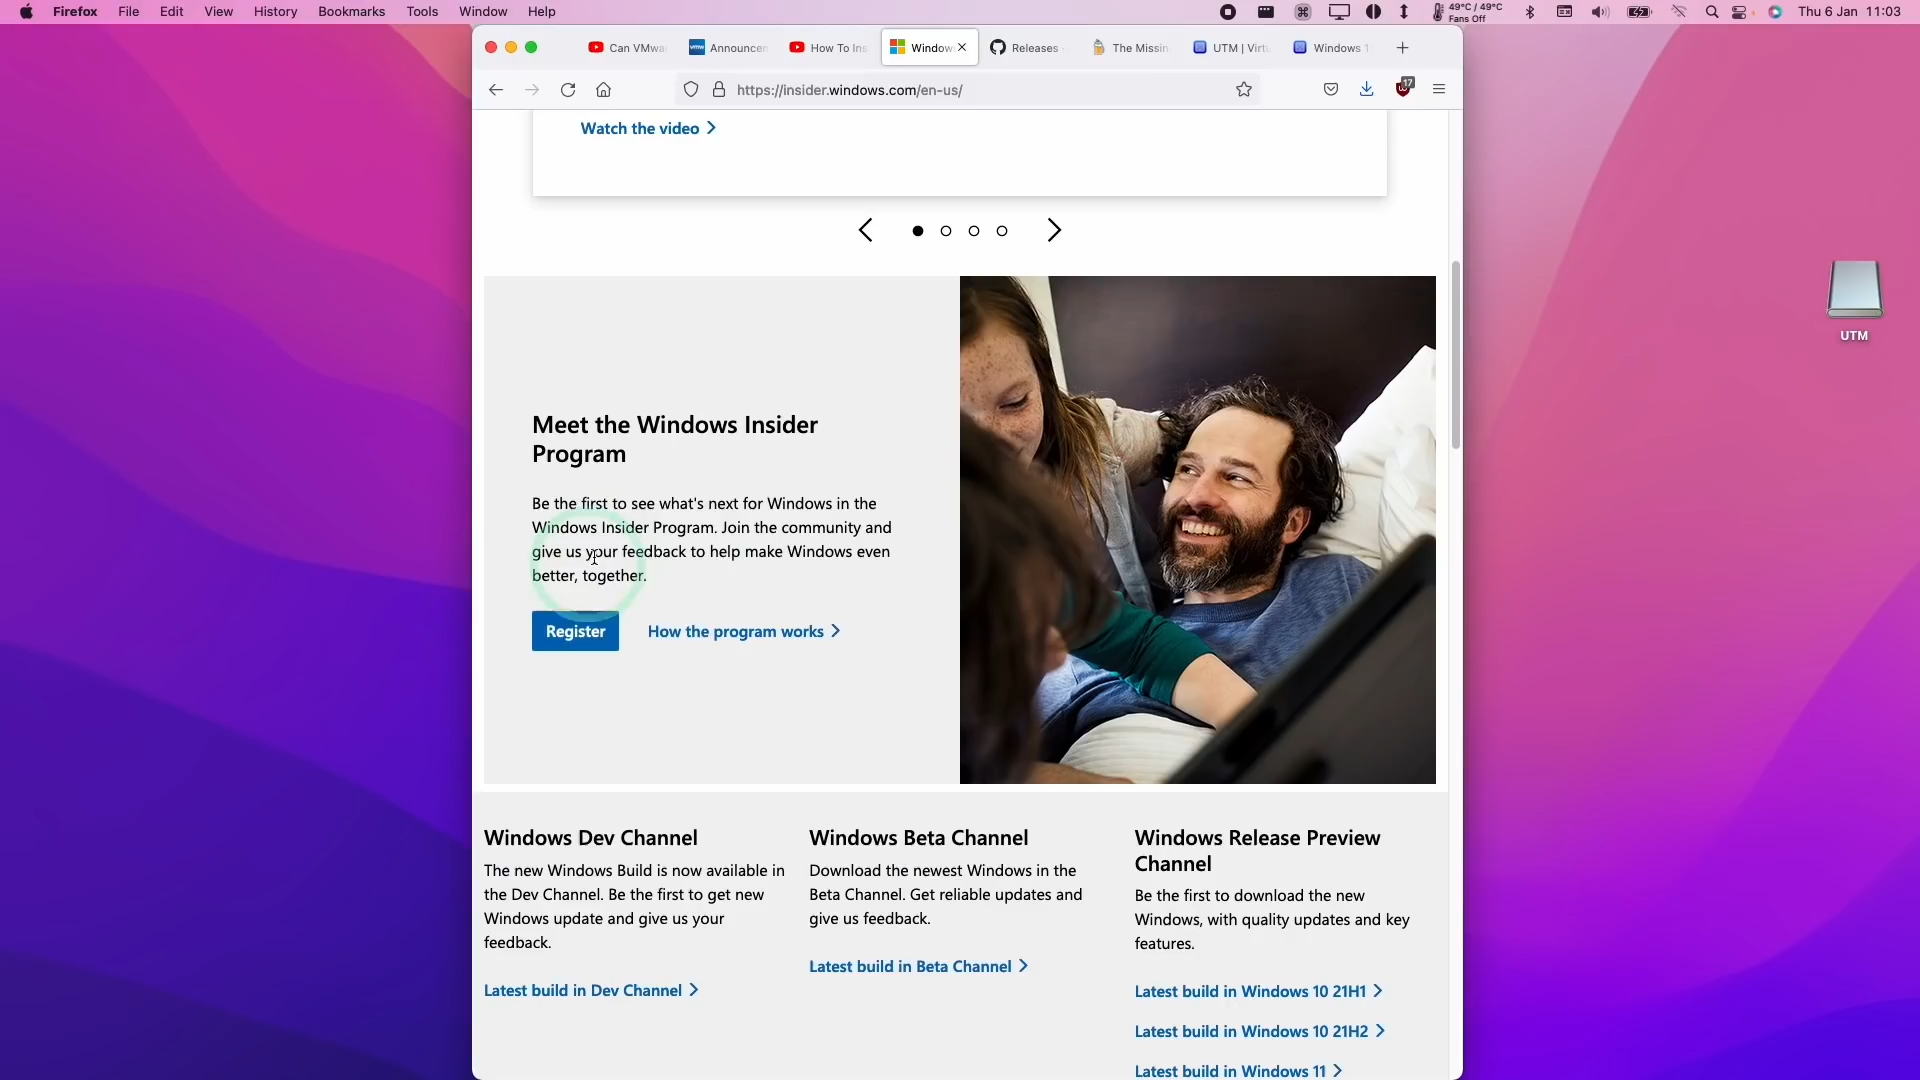 Firefox File Edit View History Bookmarks Tools Window Help
49°C / 49°C
Fans Off
Thu 6 Jan 11:03
Can VMwa
vmw Announcen
How To Ins
Window
Releases
The Missin
UTM | Virtu
Windows 1
https://insider.windows.com/en-us/
17
Watch the video
UTM
Meet the Windows Insider
Program
Be the first to see what's next for Windows in the
Windows Insider Program. Join the community and
give us your feedback to help make Windows even
better, together.
Register How the program works
Windows Dev Channel
The new Windows Build is now available in
the Dev Channel. Be the first to get new
Windows update and give us your
feedback.
Latest build in Dev Channel
Windows Beta Channel
Download the newest Windows in the
Beta Channel. Get reliable updates and
give us feedback.
Latest build in Beta Channel
Windows Release Preview
Channel
Be the first to download the new
Windows, with quality updates and key
features.
Latest build in Windows 10 21H1
Latest build in Windows 10 21H2
Latest build in Windows 11